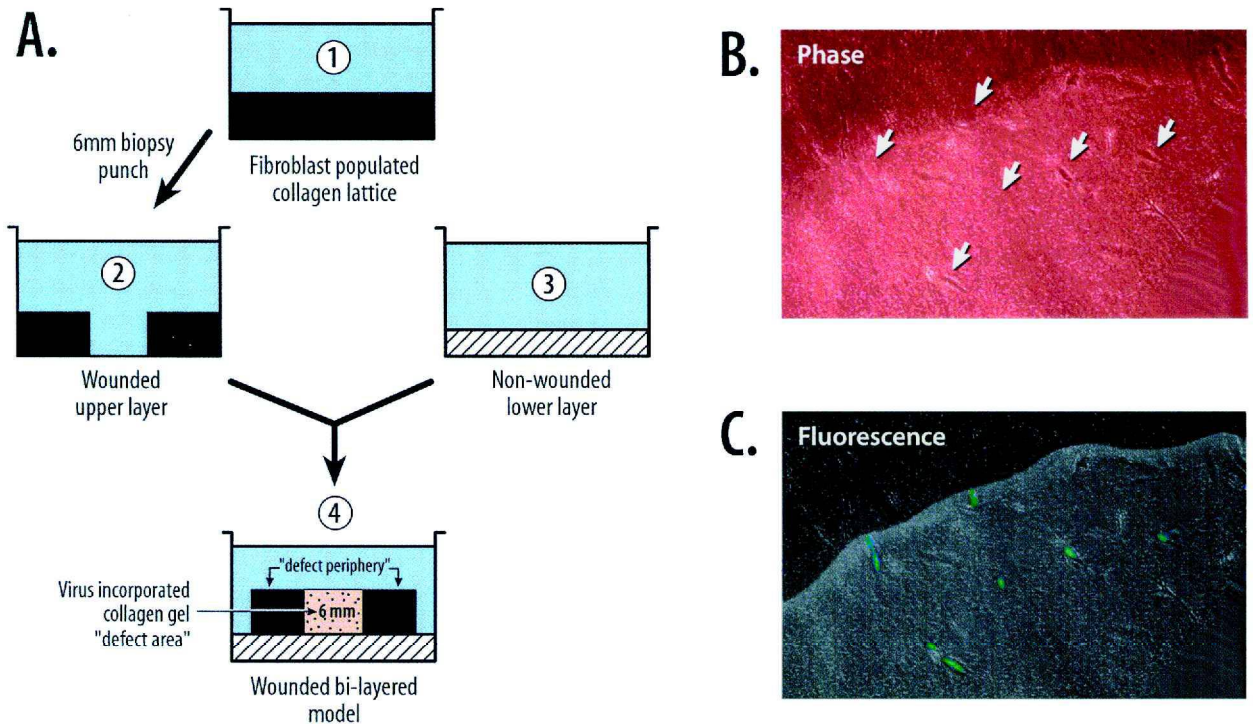 A.
1
6mm biopsy
punch
Fibroblast populated
collagen lattice
2
3
Wounded
upper layer
Non-wounded
lower layer
4
"defect periphery"
Virus incorporated
collagen gel
"defect area"
6 mm
Wounded bi-layered
model
B.
Phase
C.
Fluorescence